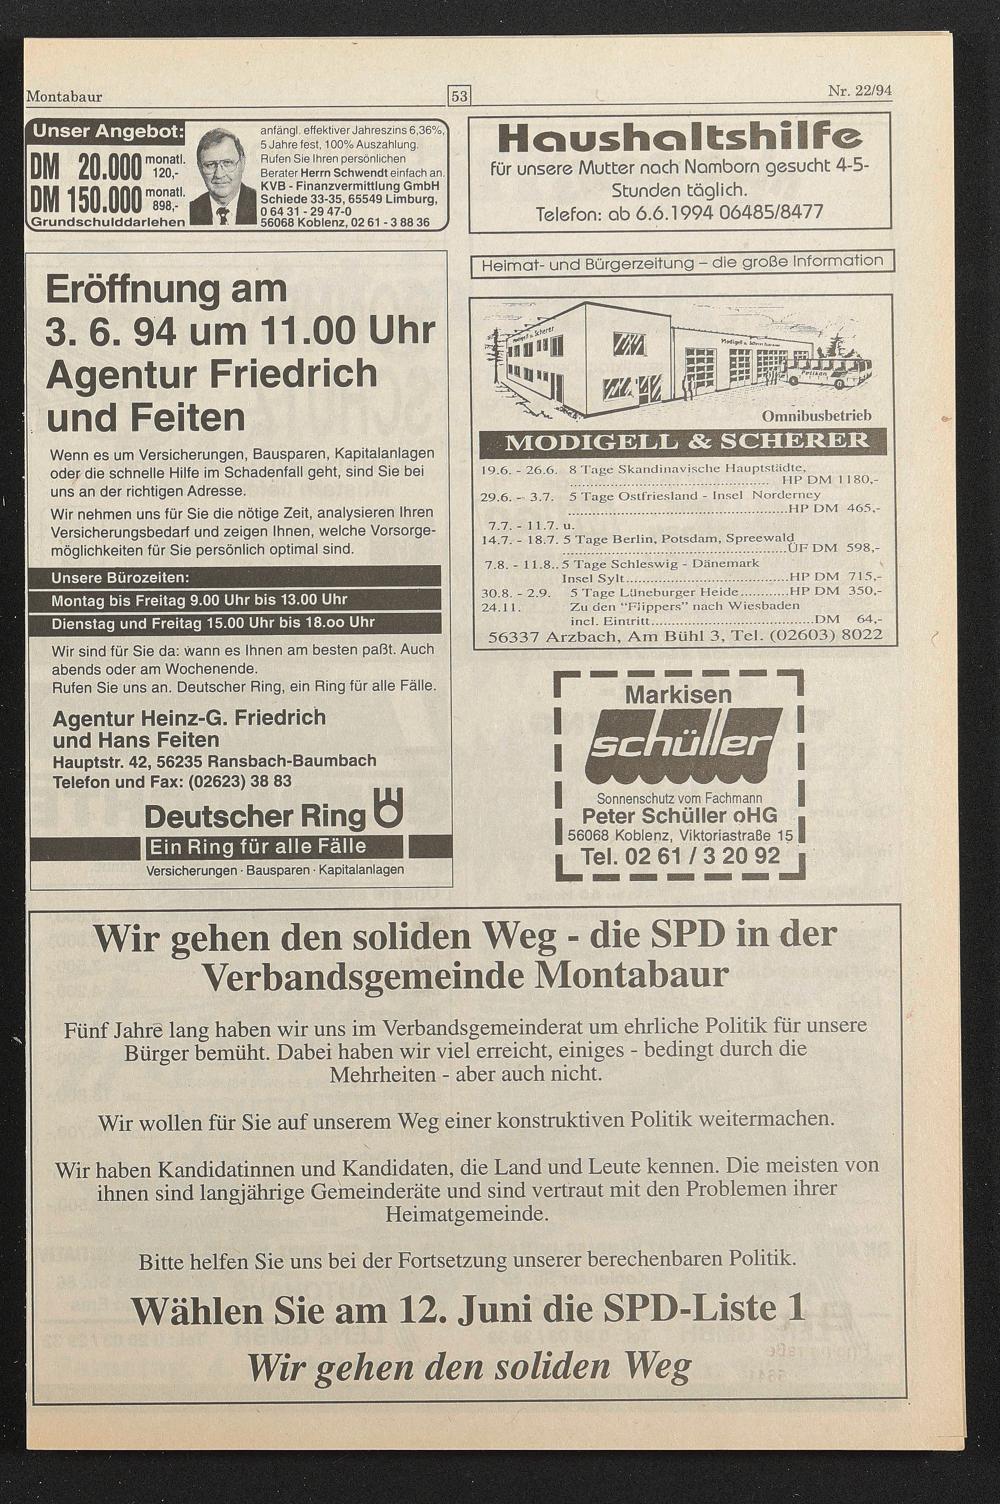 Montabaur
53
Nr. 22/94
Unser Angebot:
DM 20.000 monatl. 120,-
DM 150.000 monatl. 898,-
Grundschulddarlehen
anfängl. effektiver Jahreszins 6,36%,
5 Jahre fest, 100% Auszahlung.
Rufen Sie Ihren persönlichen
Berater Herrn Schwendt einfach an.
KVB - Finanzvermittlung GmbH
Schiede 33-35, 65549 Limburg,
0 64 31 - 29 47-0
56068 Koblenz, 02 61 - 3 88 36
Haushaltshilfe
für unsere Mutter nach Namborn gesucht 4-5-
Stunden täglich.
Telefon: ab 6.6.1994 06485/8477
Heimat- und Bürgerzeitung – die große Information
Eröffnung am
3. 6. 94 um 11.00 Uhr
Agentur Friedrich
und Feiten
Wenn es um Versicherungen, Bausparen, Kapitalanlagen
oder die schnelle Hilfe im Schadenfall geht, sind Sie bei
uns an der richtigen Adresse.
Wir nehmen uns für Sie die nötige Zeit, analysieren Ihren
Versicherungsbedarf und zeigen Ihnen, welche Vorsorge-
möglichkeiten für Sie persönlich optimal sind.
Unsere Bürozeiten:
Montag bis Freitag 9.00 Uhr bis 13.00 Uhr
Dienstag und Freitag 15.00 Uhr bis 18.oo Uhr
Wir sind für Sie da: wann es Ihnen am besten paßt. Auch
abends oder am Wochenende.
Rufen Sie uns an. Deutscher Ring, ein Ring für alle Fälle.
Agentur Heinz-G. Friedrich
und Hans Feiten
Hauptstr. 42, 56235 Ransbach-Baumbach
Telefon und Fax: (02623) 38 83
Deutscher Ring
Ein Ring für alle Fälle
Versicherungen · Bausparen · Kapitalanlagen
Modigell u. Scherer
Modigell u. Scherer
Pelikan
Omnibusbetrieb
MODIGELL & SCHERER
19.6. - 26.6. 8 Tage Skandinavische Hauptstädte,
HP DM 1180,-
29.6. - 3.7. 5 Tage Ostfriesland - Insel Norderney
HP DM 465,-
7.7. - 11.7. u.
14.7. - 18.7. 5 Tage Berlin, Potsdam, Spreewald
ÜF DM 598,-
7.8. - 11.8.. 5 Tage Schleswig - Dänemark
Insel Sylt HP DM 715,-
30.8. - 2.9. 5 Tage Lüneburger Heide HP DM 350,-
24.11. Zu den "Flippers" nach Wiesbaden
incl. Eintritt DM 64,-
56337 Arzbach, Am Bühl 3, Tel. (02603) 8022
Markisen
schüller
Sonnenschutz vom Fachmann
Peter Schüller oHG
56068 Koblenz, Viktoriastraße 15
Tel. 02 61 / 3 20 92
Wir gehen den soliden Weg - die SPD in der
Verbandsgemeinde Montabaur
Fünf Jahre lang haben wir uns im Verbandsgemeinderat um ehrliche Politik für unsere
Bürger bemüht. Dabei haben wir viel erreicht, einiges - bedingt durch die
Mehrheiten - aber auch nicht.
Wir wollen für Sie auf unserem Weg einer konstruktiven Politik weitermachen.
Wir haben Kandidatinnen und Kandidaten, die Land und Leute kennen. Die meisten von
ihnen sind langjährige Gemeinderäte und sind vertraut mit den Problemen ihrer
Heimatgemeinde.
Bitte helfen Sie uns bei der Fortsetzung unserer berechenbaren Politik.
Wählen Sie am 12. Juni die SPD-Liste 1
Wir gehen den soliden Weg